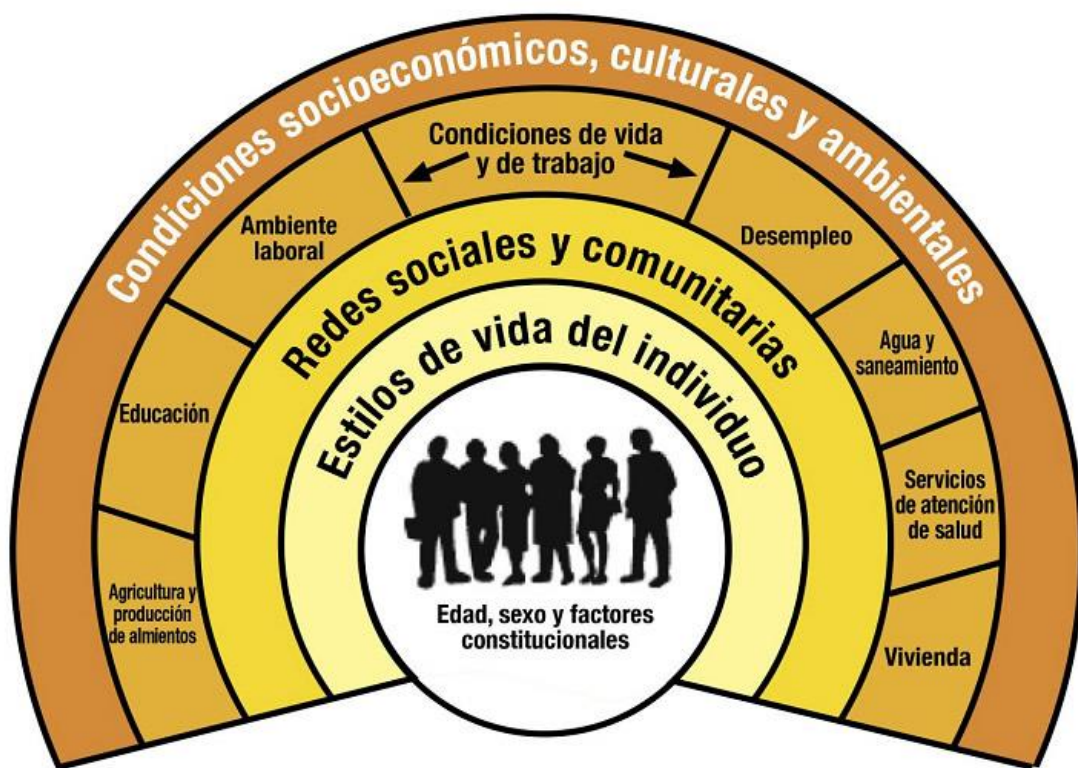 Condiciones socioeconómicos, culturales y ambientales
Condiciones de vida
y de trabajo
Ambiente
laboral
Desempleo
Educación
Agua y
saneamiento
Agricultura y
producción
de almientos
Servicios
de atención
de salud
Vivienda
Redes sociales y comunitarias
Estilos de vida del individuo
Edad, sexo y factores
constitucionales